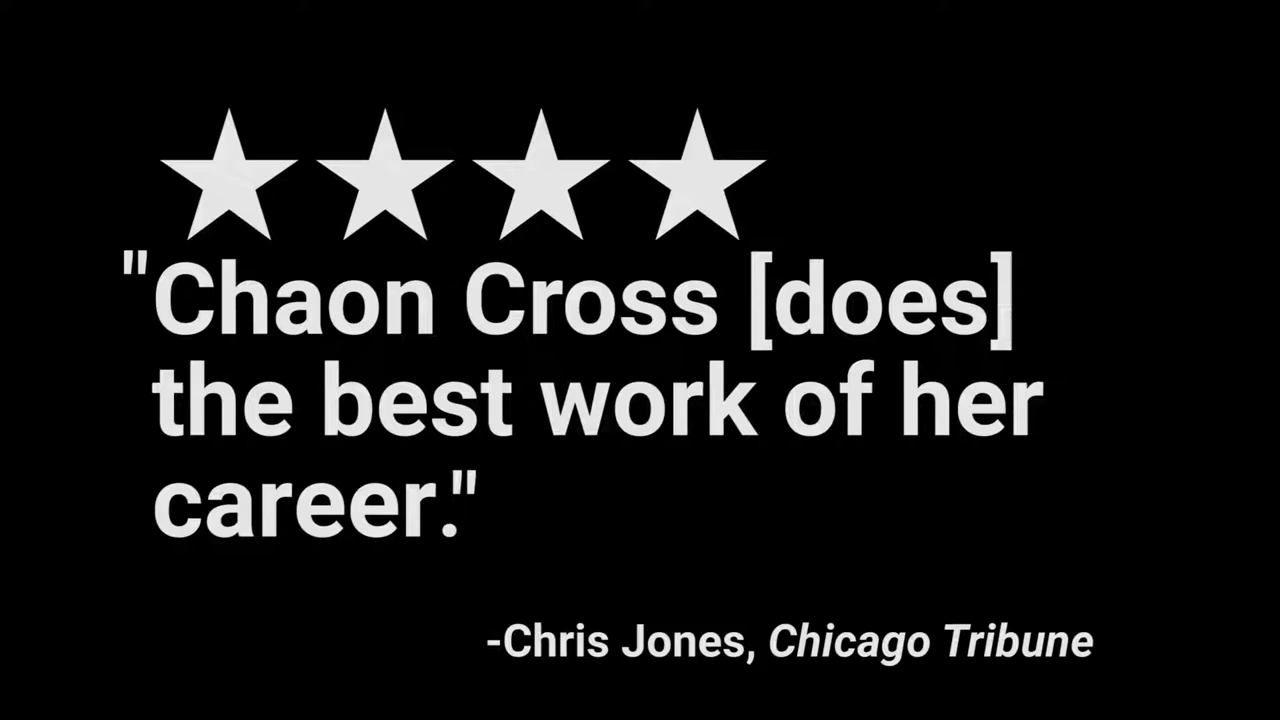 ★★★★
"Chaon Cross [does]
the best work of her
career."
-Chris Jones, Chicago Tribune